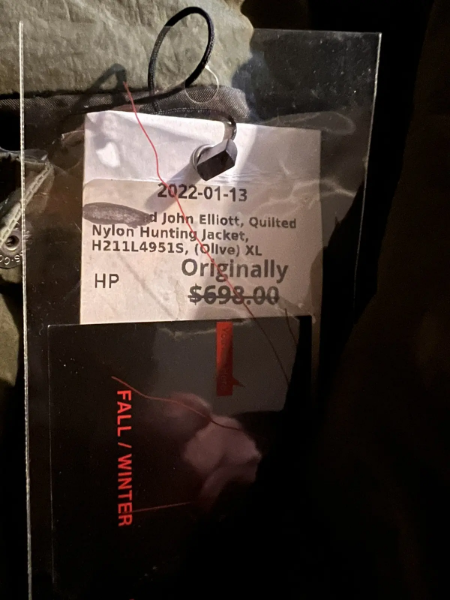 2022-01-13
d John Elliott, Quilted
Nylon Hunting Jacket,
H211L4951S, (Olive) XL
Originally
HP
$698.00
FALL / WINTER